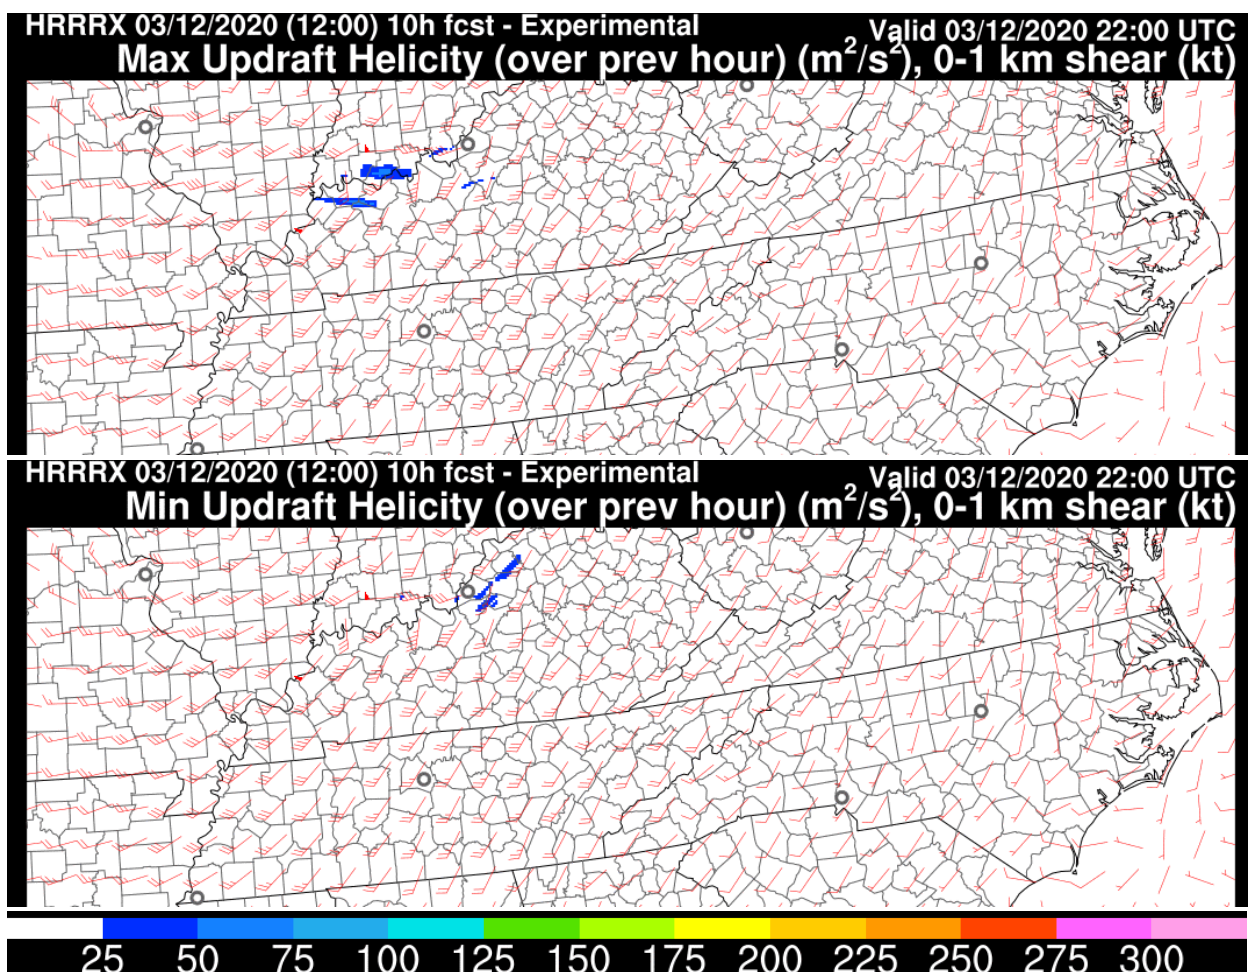 HRRRX 03/12/2020 (12:00) 10h fcst - Experimental Valid 03/12/2020 22:00 UTC
Max Updraft Helicity (over prev hour) (m²/s²), 0-1 km shear (kt)
HRRRX 03/12/2020 (12:00) 10h fcst - Experimental Valid 03/12/2020 22:00 UTC
Min Updraft Helicity (over prev hour) (m²/s²), 0-1 km shear (kt)
25 50 75 100 125 150 175 200 225 250 275 300